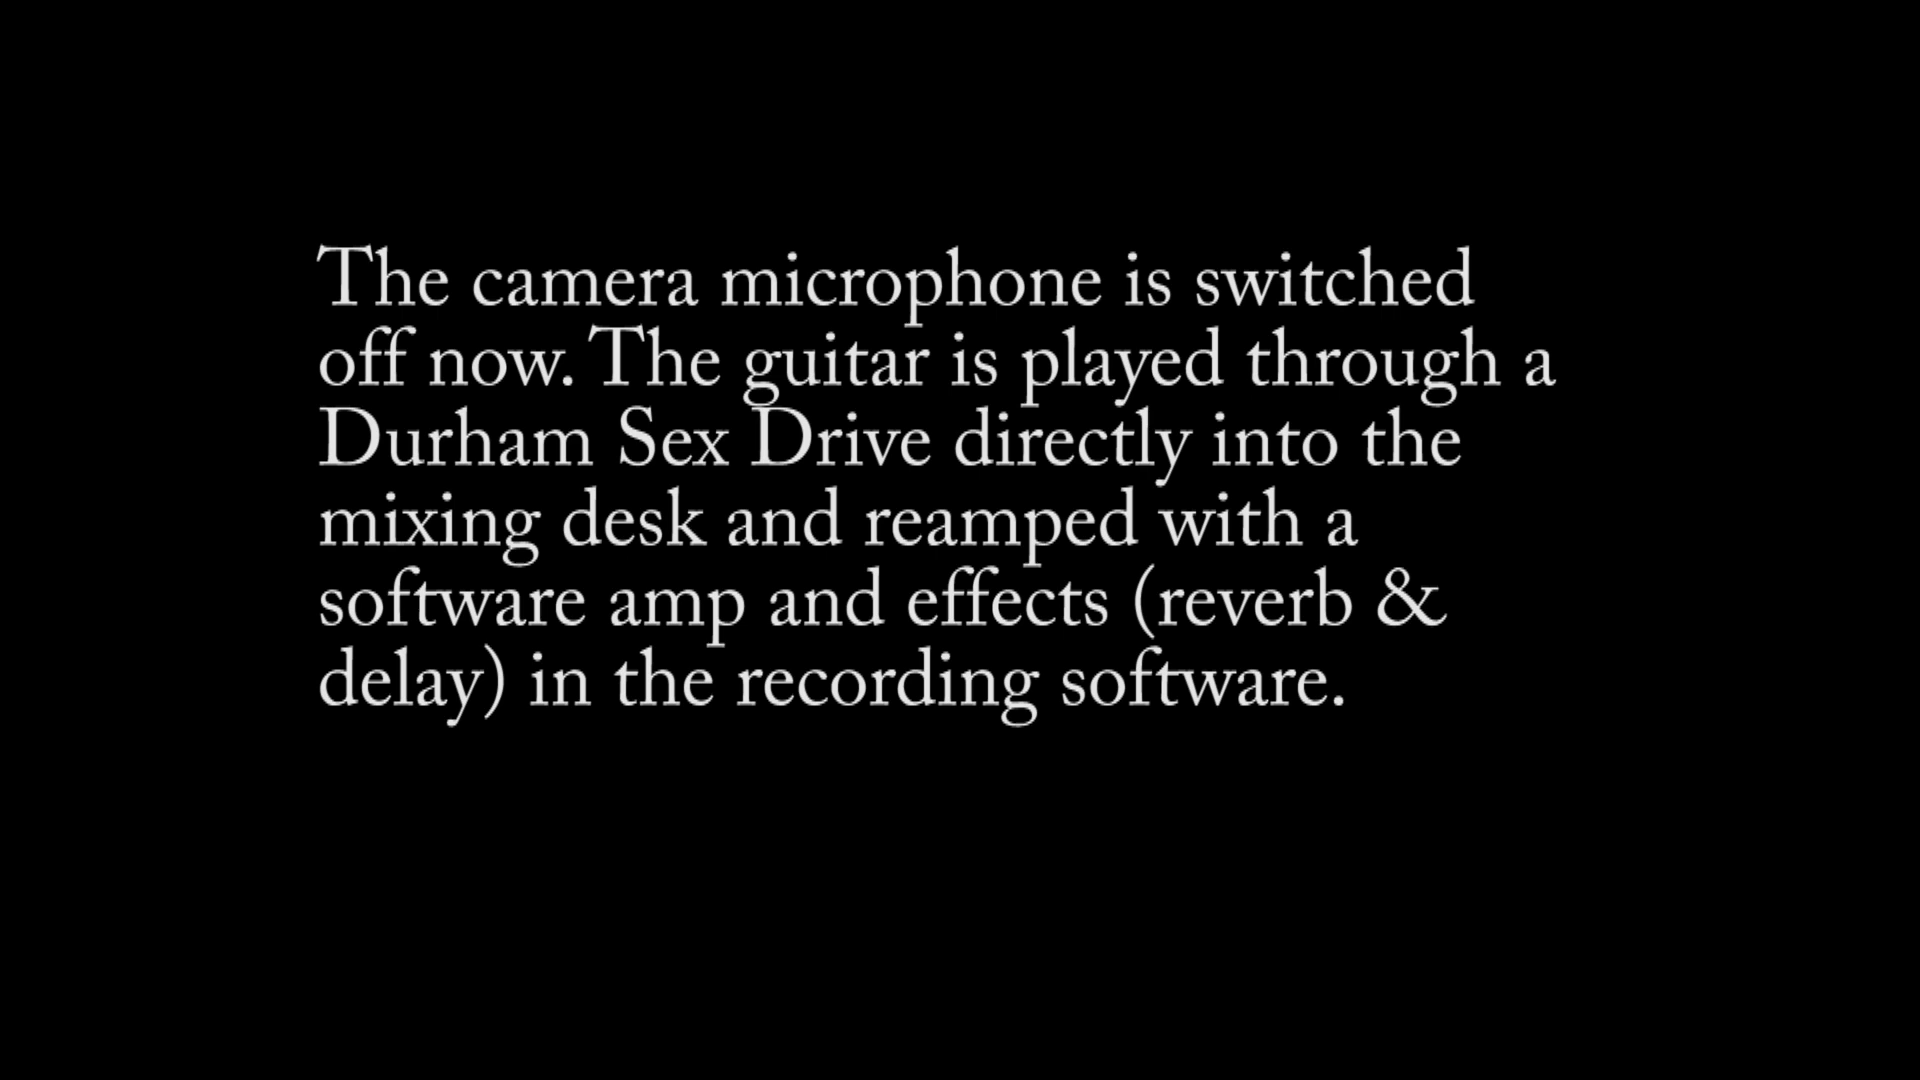 The camera microphone is switched
off now. The guitar is played through a
Durham Sex Drive directly into the
mixing desk and reamped with a
software amp and effects (reverb &
delay) in the recording software.